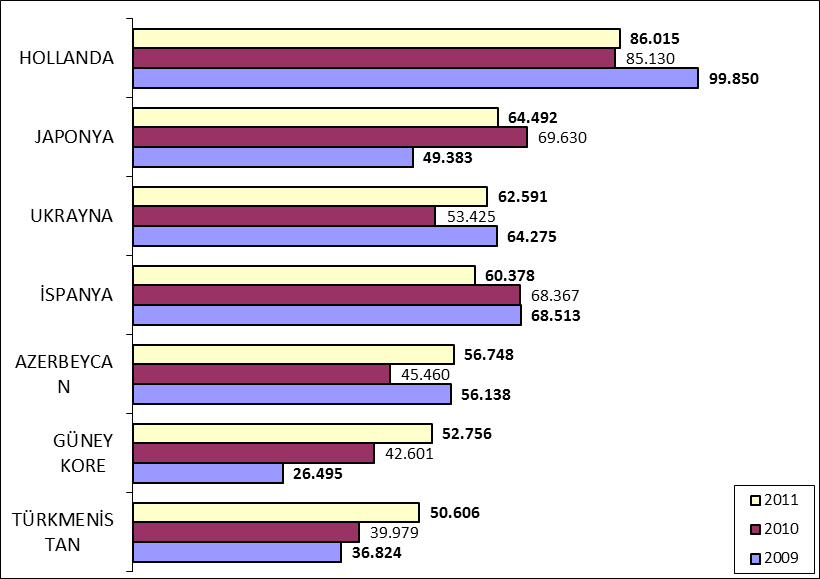 HOLLANDA
86.015
85.130
99.850
JAPONYA
64.492
69.630
49.383
UKRAYNA
62.591
53.425
64.275
İSPANYA
60.378
68.367
68.513
AZERBEYCA
N
56.748
45.460
56.138
GÜNEY
KORE
52.756
42.601
26.495
TÜRKMENİS
TAN
50.606
39.979
36.824
2011
2010
2009